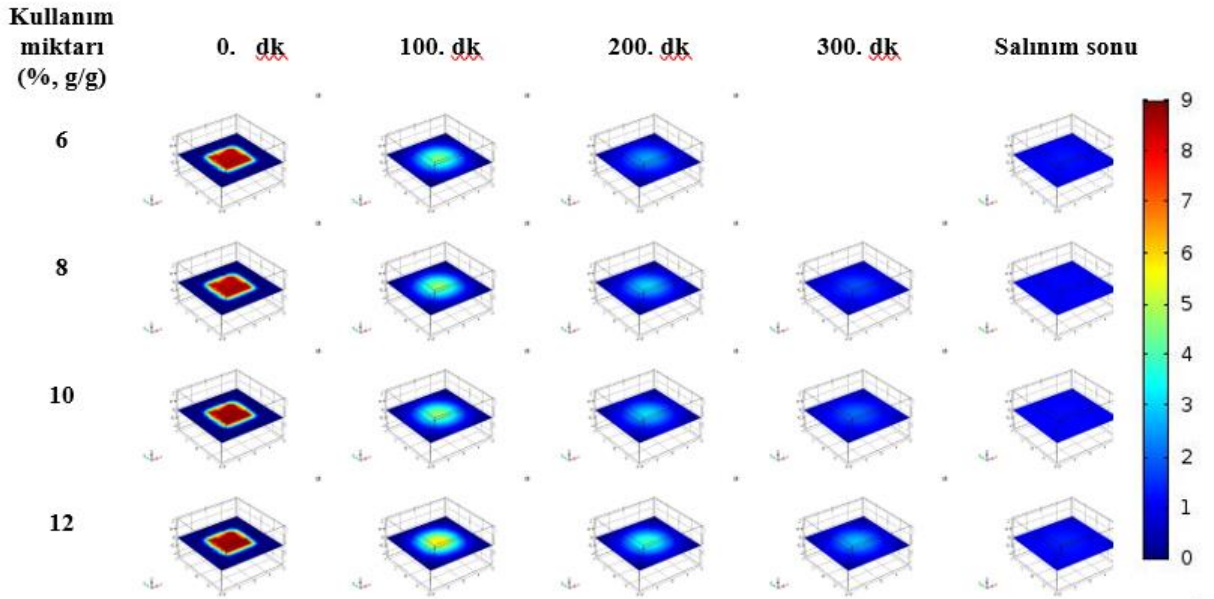 Kullanım
miktarı
(%, g/g)
0. dk
100. dk
200. dk
300. dk
Salınım sonu
6
8
10
12
9
8
7
6
5
4
3
2
1
0